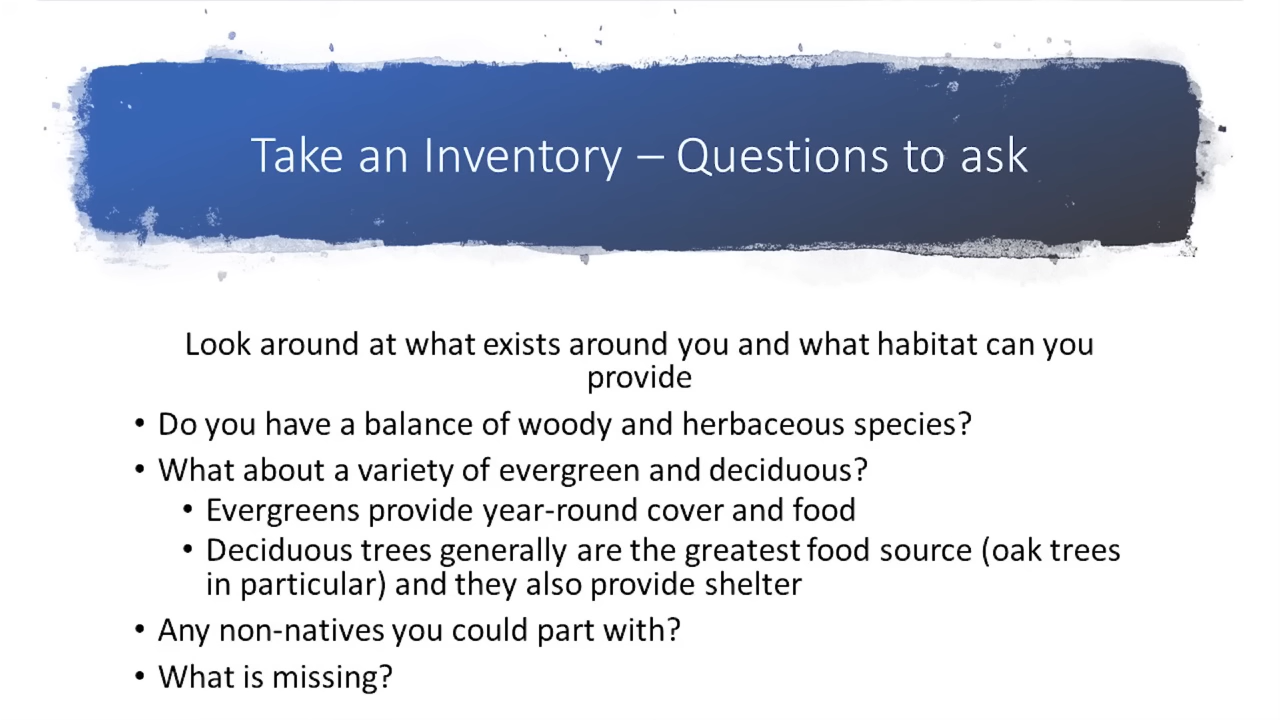 Take an Inventory – Questions to ask
Look around at what exists around you and what habitat can you
provide
• Do you have a balance of woody and herbaceous species?
• What about a variety of evergreen and deciduous?
• Evergreens provide year-round cover and food
• Deciduous trees generally are the greatest food source (oak trees
in particular) and they also provide shelter
• Any non-natives you could part with?
• What is missing?